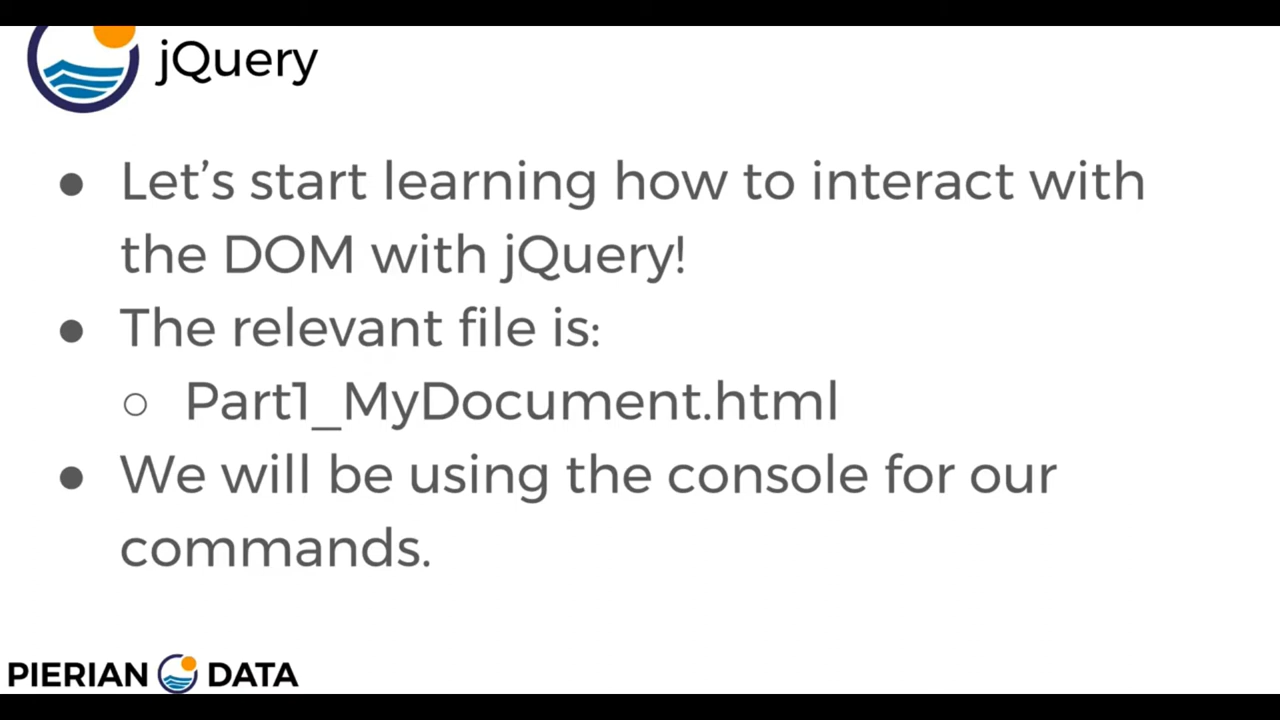 jQuery
● Let’s start learning how to interact with
the DOM with jQuery!
● The relevant file is:
○ Part1_MyDocument.html
● We will be using the console for our
commands.
PIERIAN DATA